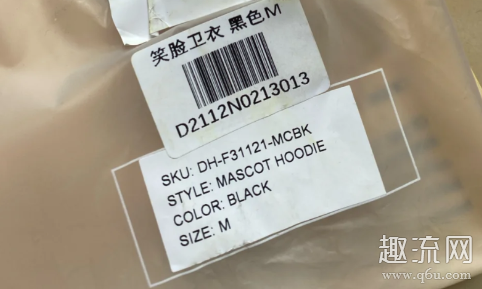 笑脸卫衣 黑色M
D2112N0213013
SKU: DH-F31121-MCBK
STYLE: MASCOT HOODIE
COLOR: BLACK
SIZE: M
趣流网
www.q6u.com